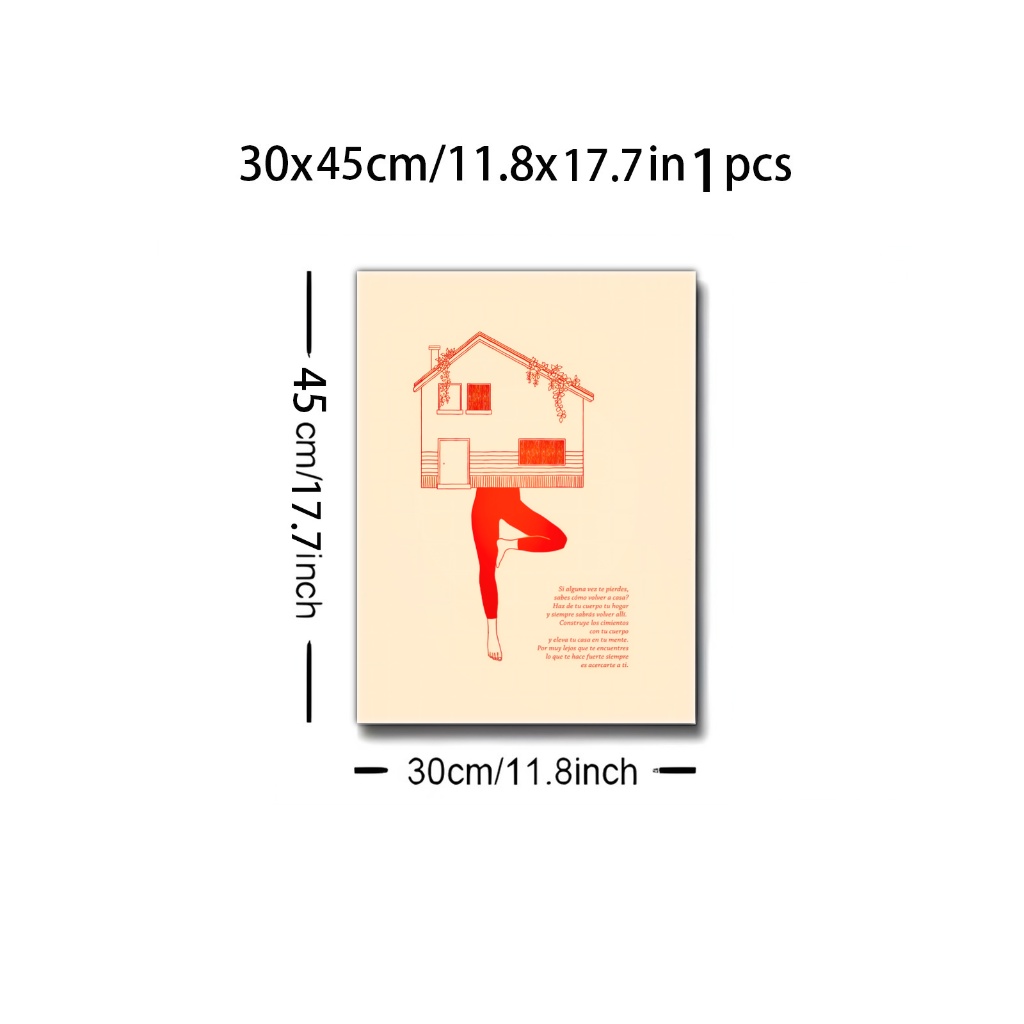 30x45cm/11.8x17.7in 1 pcs
45 cm/17.7inch
Si alguna vez te pierdes,
sabes cómo volver a casa?
Haz de tu cuerpo tu hogar
y siempre sabrás volver allí.
Construye los cimientos
con tu cuerpo
y eleva tu casa en tu mente.
Por muy lejos que te encuentres
lo que te hace fuerte siempre
es acercarte a ti.
30cm/11.8inch